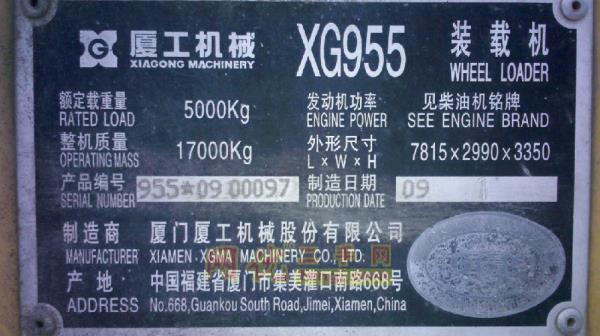 厦工机械 XG955 装载机
XIAGONG MACHINERY WHEEL LOADER
额定载重量 5000Kg 发动机功率 见柴油机铭牌
RATED LOAD ENGINE POWER SEE ENGINE BRAND
整机质量 17000Kg 外形尺寸 7815×2990×3350
OPERATING MASS L×W×H
产品编号 955*09 00097 制造日期 09 1
SERIAL NUMBER PRODUCTION DATE
制造商 厦门厦工机械股份有限公司
MANUFACTURER XIAMEN XGMA MACHINERY CO., LTD.
产地 中国福建省厦门市集美灌口南路668号
ADDRESS No.668,Guankou South Road,Jimei,Xiamen,China